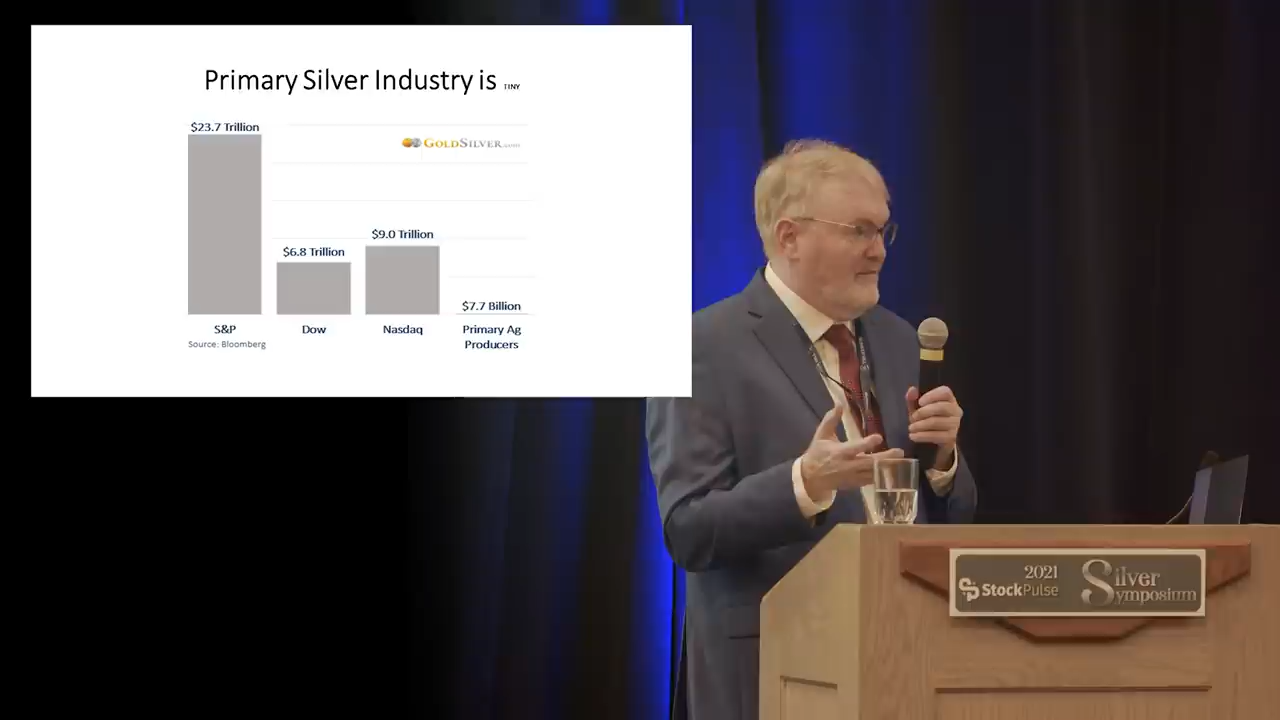 Primary Silver Industry is TINY
$23.7 Trillion
GOLDSILVER.com
$9.0 Trillion
$6.8 Trillion
$7.7 Billion
S&P
Dow
Nasdaq
Primary Ag
Producers
Source: Bloomberg
2021
StockPulse
Silver
Symposium